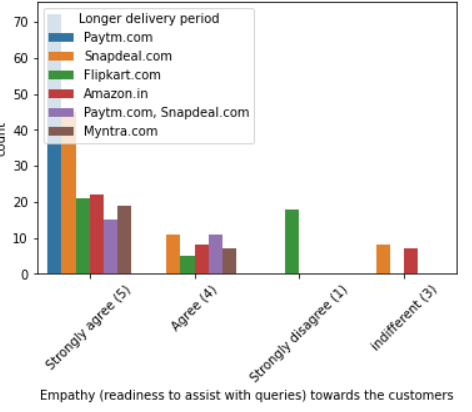 Longer delivery period
Paytm.com
Snapdeal.com
Flipkart.com
Amazon.in
Paytm.com, Snapdeal.com
Myntra.com
70
60
50
40
30
20
10
0
count
Strongly agree (5)
Agree (4)
Strongly disagree (1)
indifferent (3)
Empathy (readiness to assist with queries) towards the customers